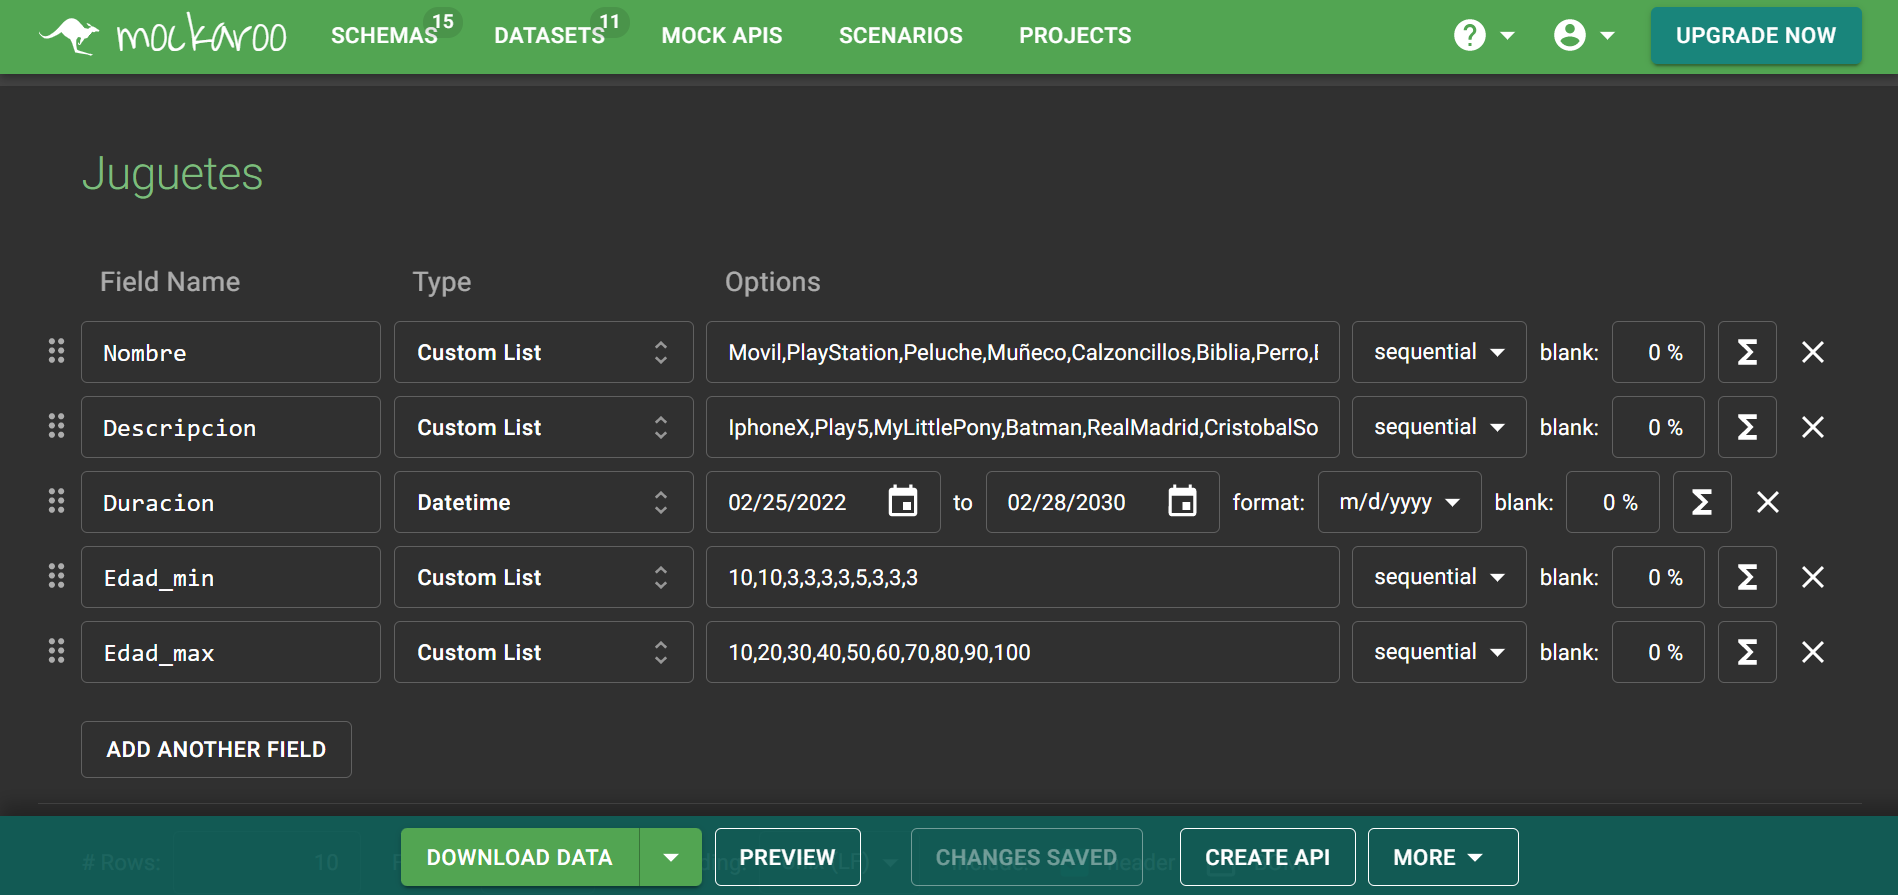 mockaroo SCHEMAS 15 DATASETS 11 MOCK APIS SCENARIOS PROJECTS ? UPGRADE NOW
Juguetes
Field Name Type Options
Nombre Custom List Movil,PlayStation,Peluche,Muñeco,Calzoncillos,Biblia,Perro, sequential blank: 0 % Σ
Descripcion Custom List IphoneX,Play5,MyLittlePony,Batman,RealMadrid,CristobalSo sequential blank: 0 % Σ
Duracion Datetime 02/25/2022 to 02/28/2030 format: m/d/yyyy blank: 0 % Σ
Edad_min Custom List 10,10,3,3,3,3,5,3,3,3 sequential blank: 0 % Σ
Edad_max Custom List 10,20,30,40,50,60,70,80,90,100 sequential blank: 0 % Σ
ADD ANOTHER FIELD
# Rows: 10 DOWNLOAD DATA PREVIEW CHANGES SAVED header CREATE API MORE